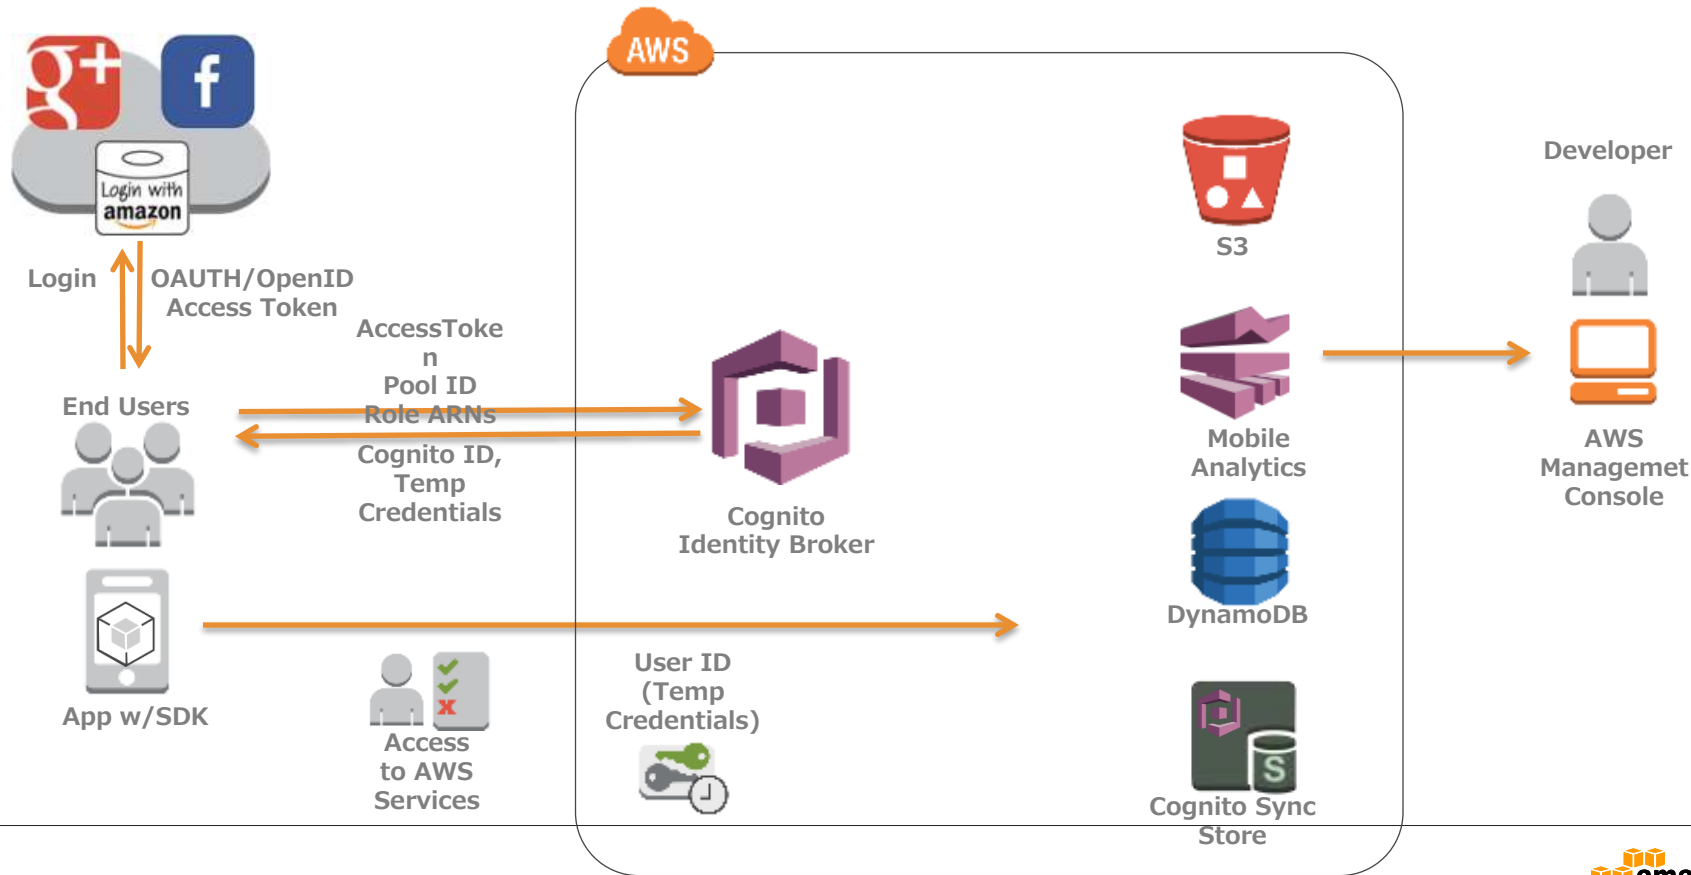 g+
f
Login with
amazon
AWS
Login
OAUTH/OpenID
Access Token
AccessToke
n
Pool ID
Role ARNs
Cognito ID,
Temp
Credentials
End Users
App w/SDK
Access
to AWS
Services
User ID
(Temp
Credentials)
Cognito
Identity Broker
S3
Mobile
Analytics
DynamoDB
S
Cognito Sync
Store
Developer
AWS
Managemet
Console